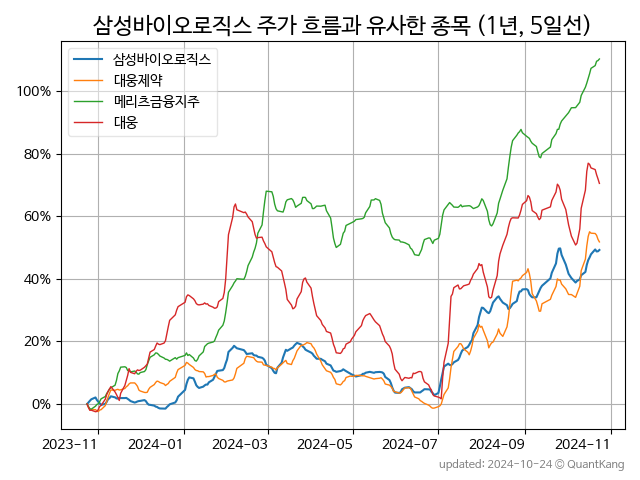 삼성바이오로직스 주가 흐름과 유사한 종목 (1년, 5일선)
삼성바이오로직스
대웅제약
메리츠금융지주
대웅
100%
80%
60%
40%
20%
0%
2023-11 2024-01 2024-03 2024-05 2024-07 2024-09 2024-11
updated: 2024-10-24 © QuantKang